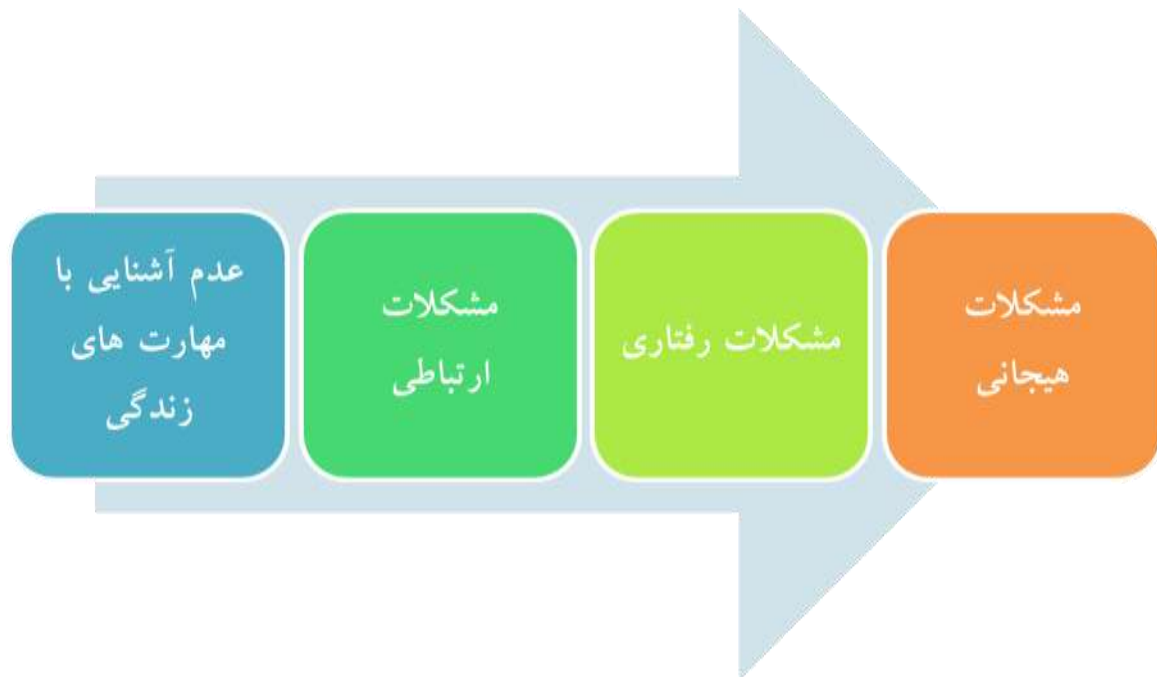 عدم آشنایی با
مهارت های
زندگی
مشکلات
ارتباطی
مشکلات رفتاری
مشکلات
هیجانی